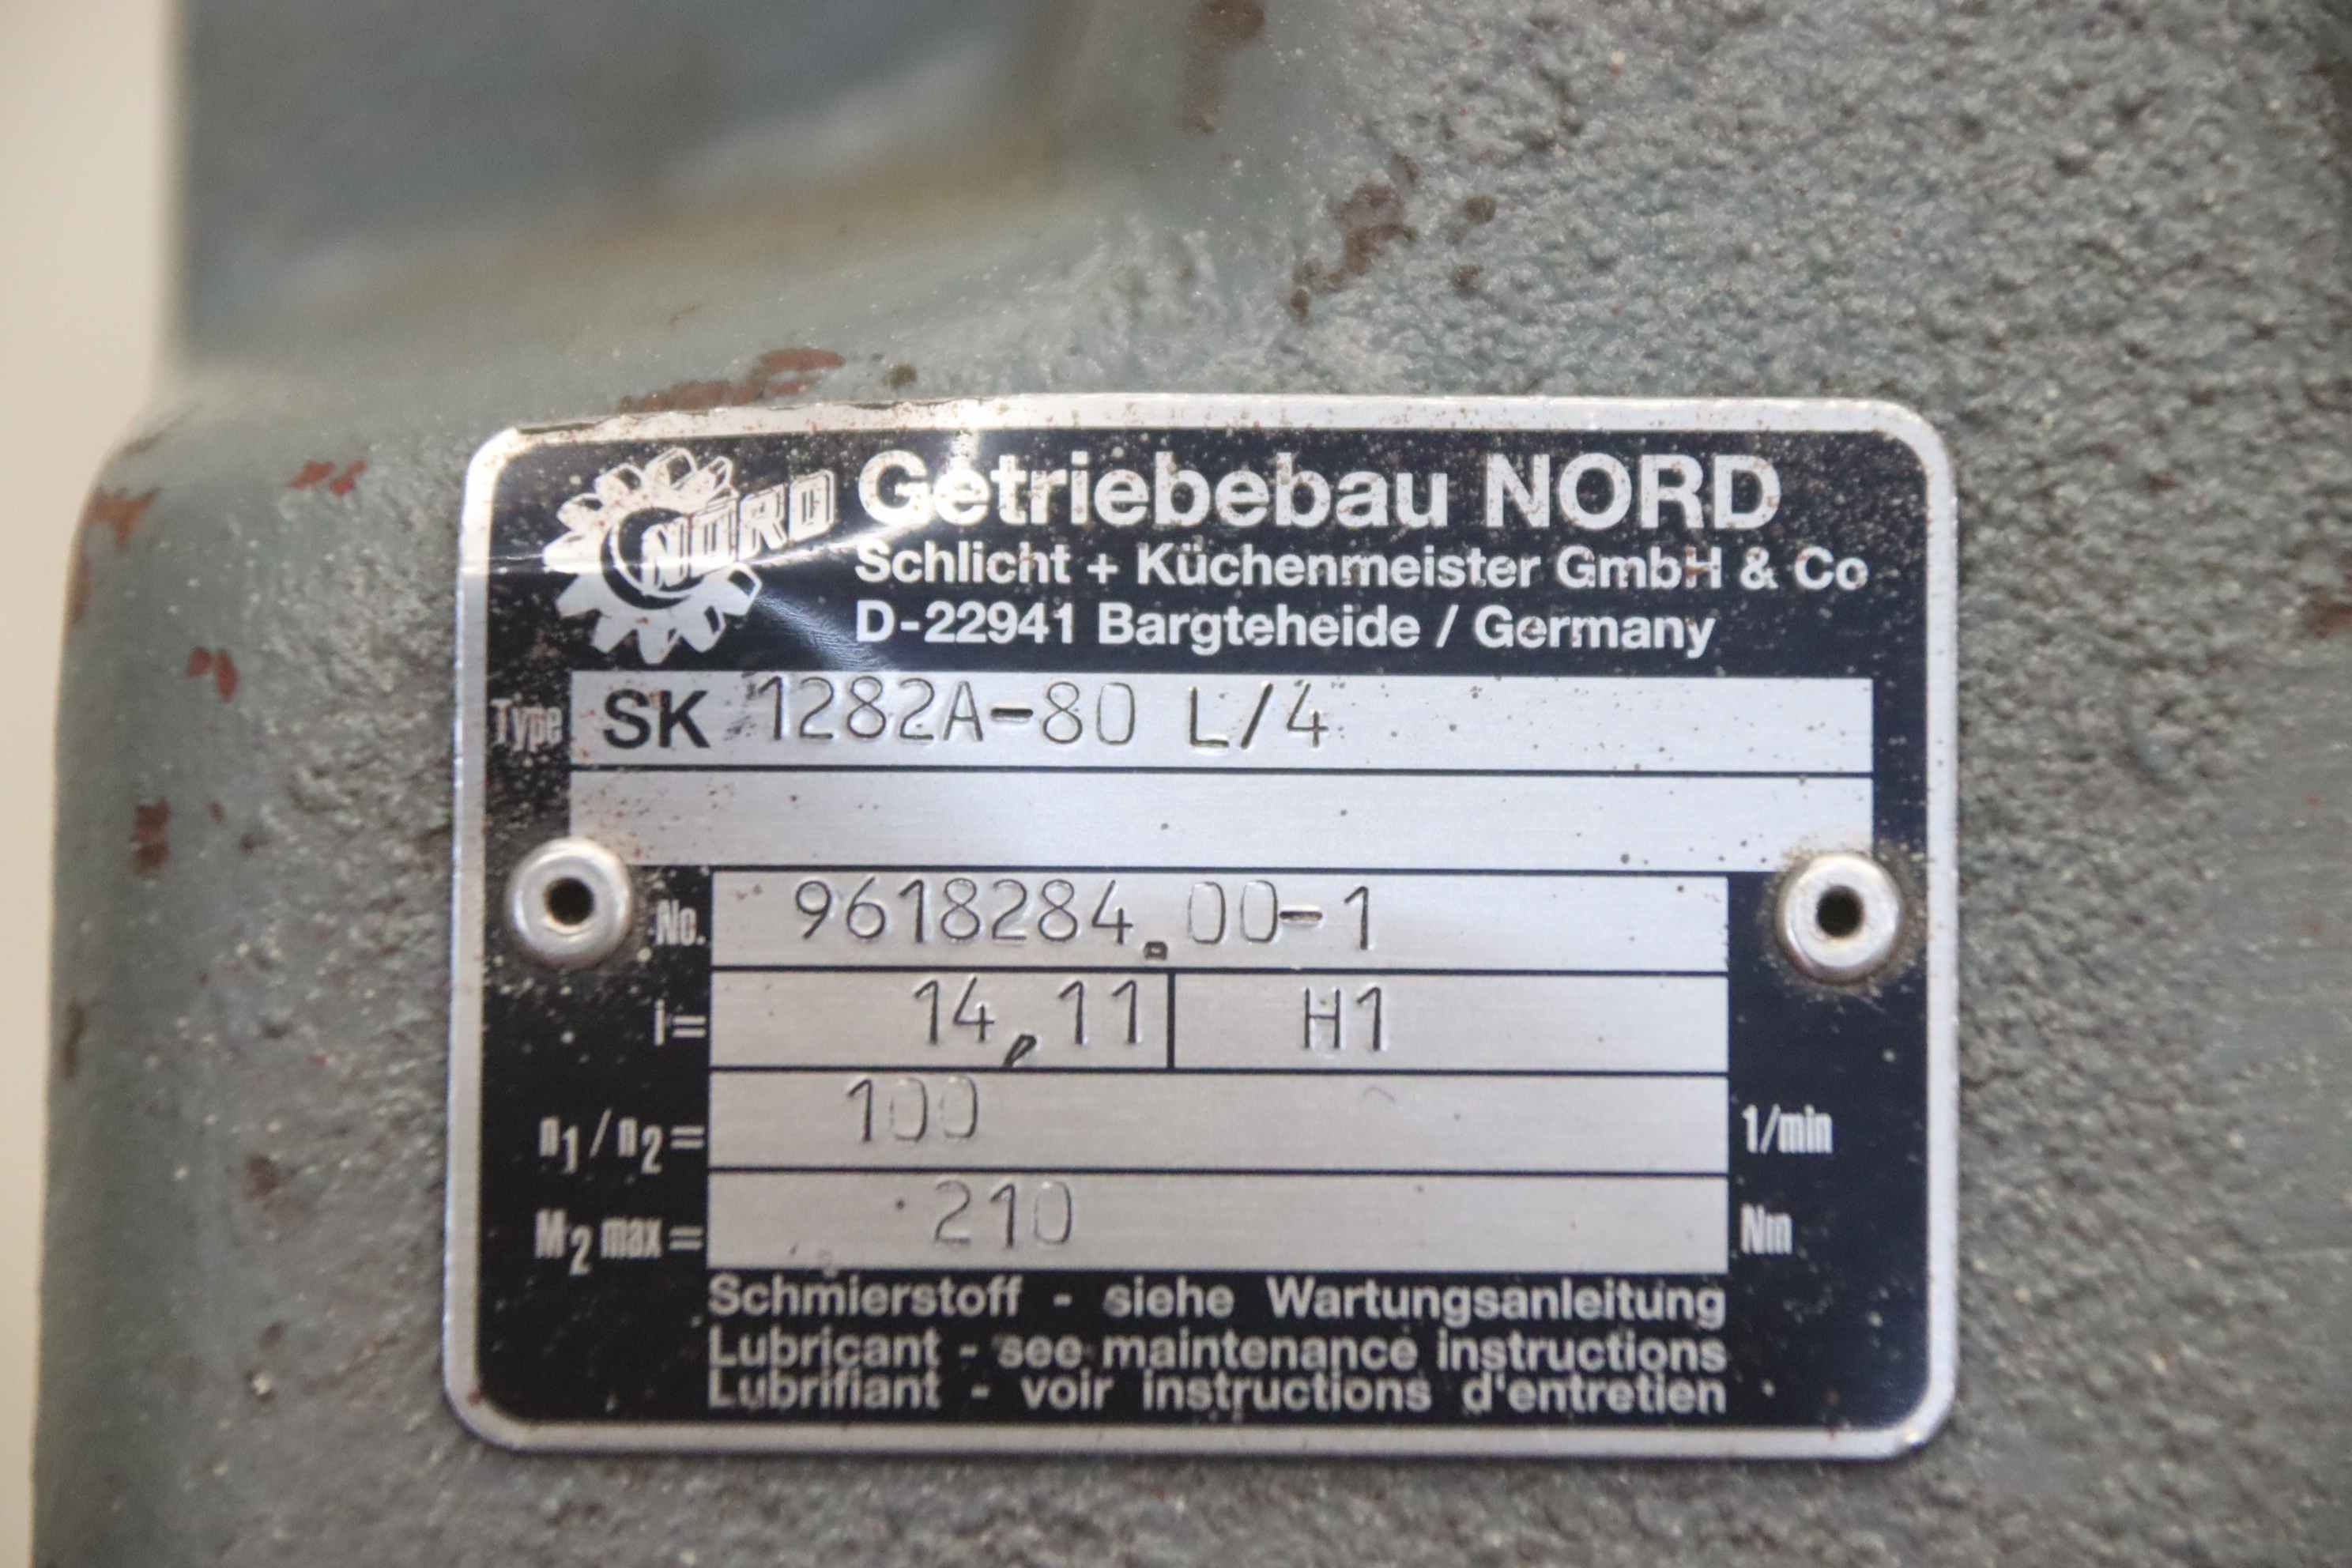 NORD
Getriebebau NORD
Schlicht + Küchenmeister GmbH & Co
D-22941 Bargteheide / Germany
Type SK 1282A-80 L/4
No. 9618284.00-1
i= 14,11 H1
n1/n2= 100 1/min
M2 max= 210 Nm
Schmierstoff - siehe Wartungsanleitung
Lubricant - see maintenance instructions
Lubrifiant - voir instructions d'entretien